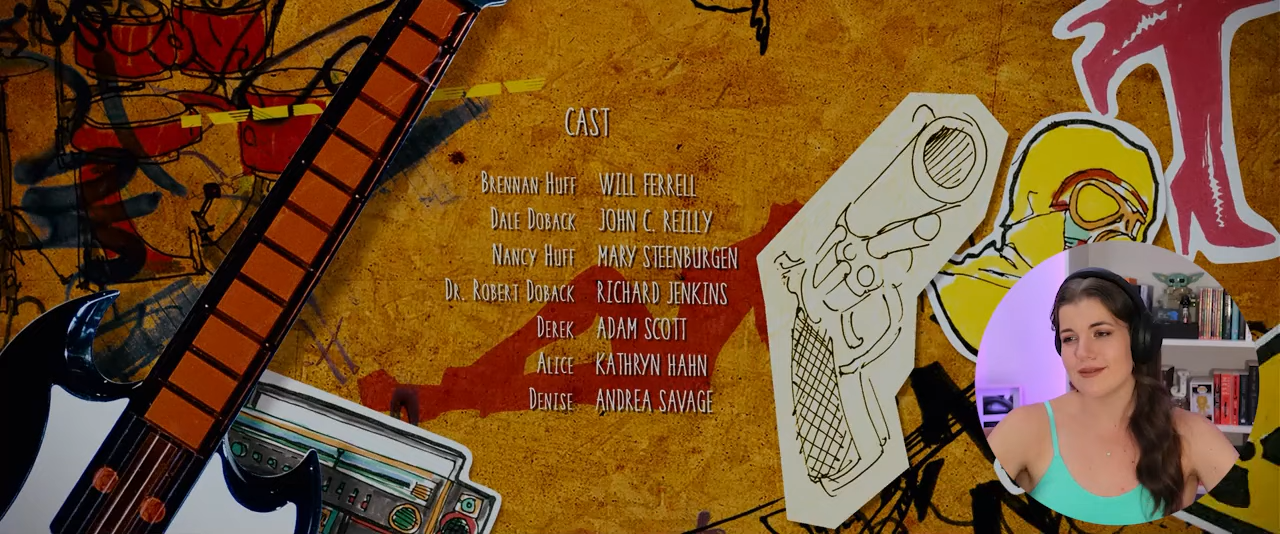 CAST
BRENNAN HUFF WILL FERRELL
DALE DOBACK JOHN C. REILLY
NANCY HUFF MARY STEENBURGEN
DR. ROBERT DOBACK RICHARD JENKINS
DEREK ADAM SCOTT
ALICE KATHRYN HAHN
DENISE ANDREA SAVAGE